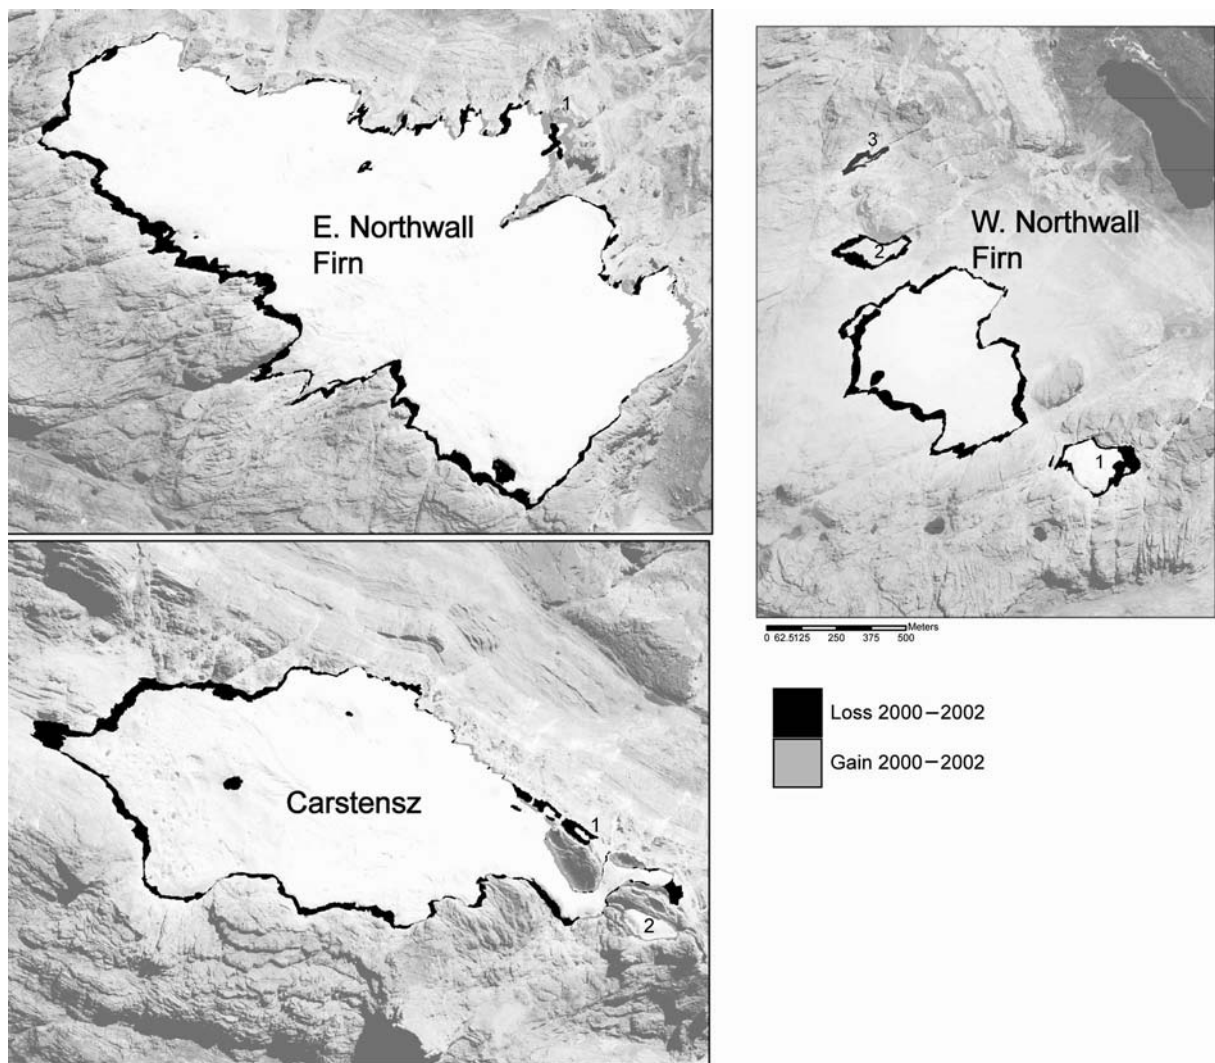 1
E. Northwall
Firn
3
W. Northwall
Firn
2
1
Meters
0 62.5125 250 375 500
Loss 2000–2002
Gain 2000–2002
Carstensz
1
2